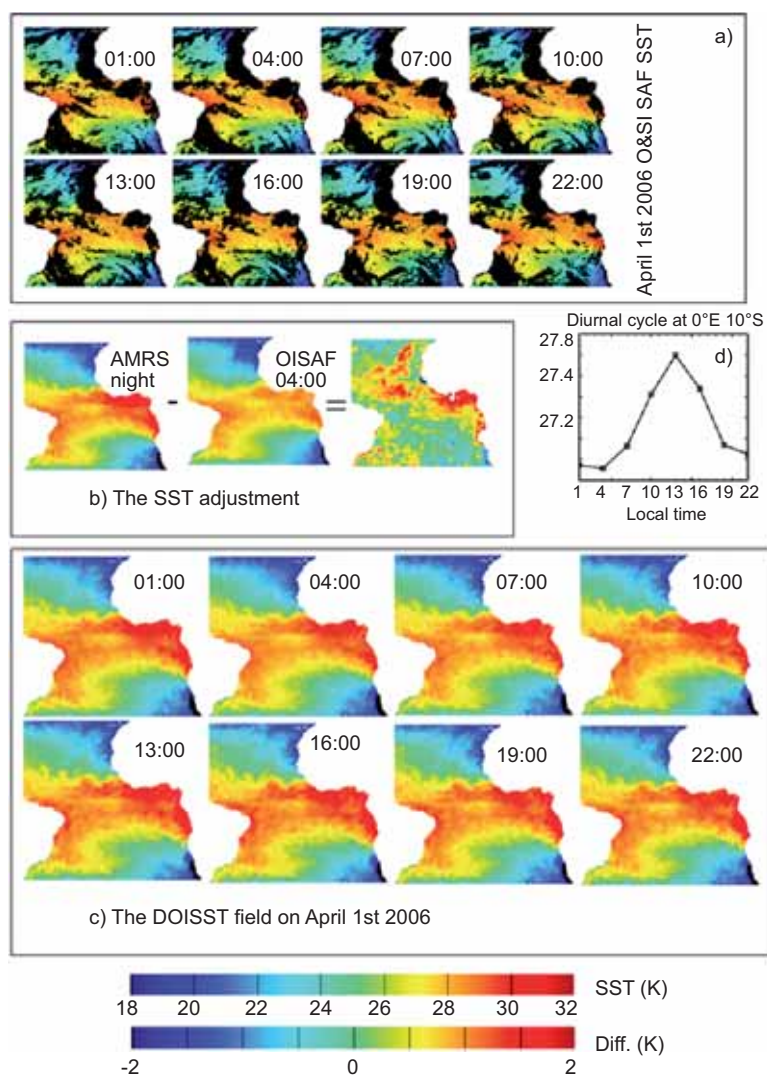 a)
01:00 04:00 07:00 10:00
13:00 16:00 19:00 22:00
April 1st 2006 O&SI SAF SST
AMRS
night
-
OISAF
04:00
=
b) The SST adjustment
Diurnal cycle at 0°E 10°S
d)
27.8
27.4
27.2
1 4 7 10 13 16 19 22
Local time
01:00 04:00 07:00 10:00
13:00 16:00 19:00 22:00
c) The DOISST field on April 1st 2006
18 20 22 24 26 28 30 32
SST (K)
-2 0 2
Diff. (K)